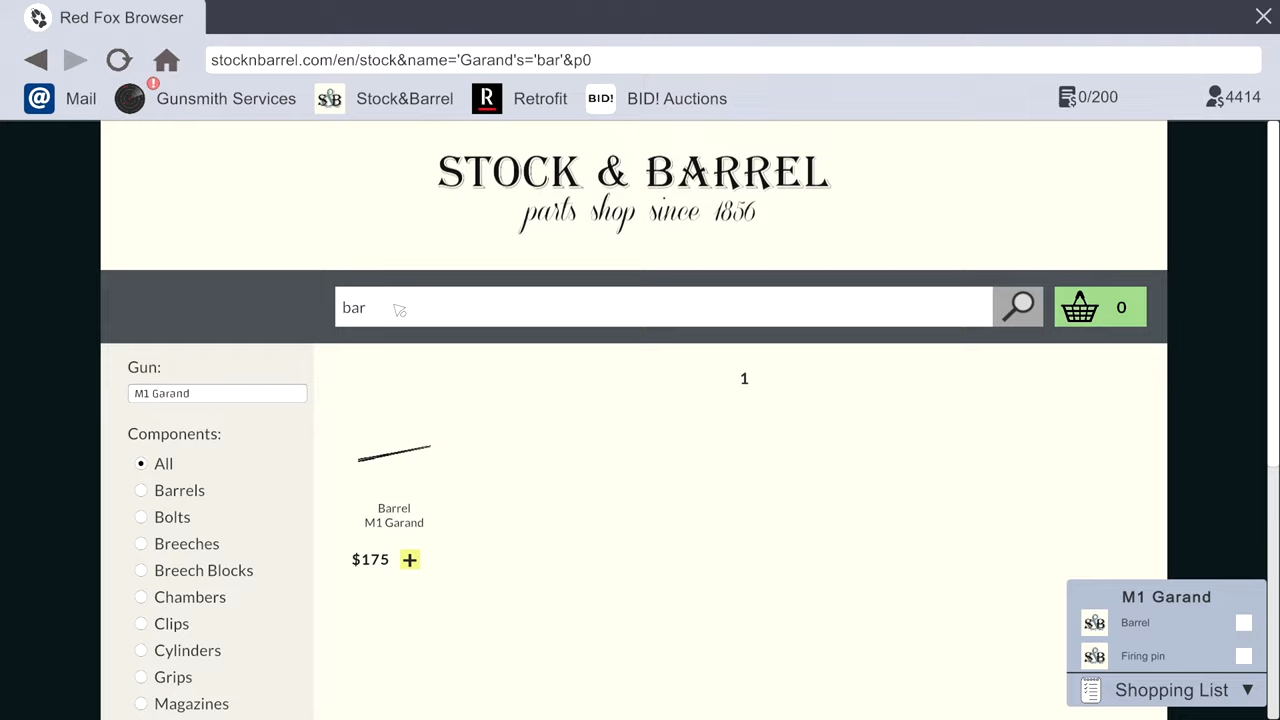 Red Fox Browser
stocknbarrel.com/en/stock&name='Garand's='bar'&p0
@ Mail
! Gunsmith Services
S&B Stock&Barrel
R Retrofit
BID! BID! Auctions
0/200
4414
STOCK & BARREL
parts shop since 1856
bar
0
Gun:
M1 Garand
Components:
All
Barrels
Bolts
Breeches
Breech Blocks
Chambers
Clips
Cylinders
Grips
Magazines
1
Barrel
M1 Garand
$175 +
M1 Garand
S&B Barrel
S&B Firing pin
Shopping List